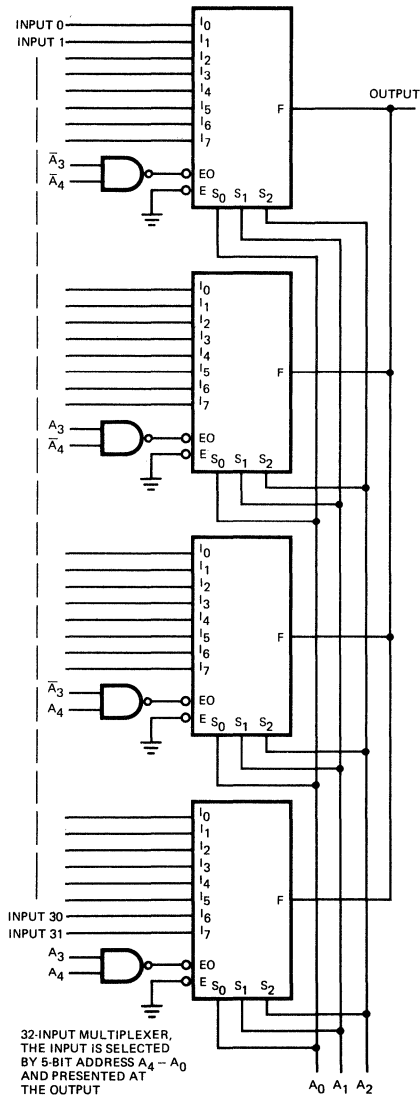 INPUT 0
INPUT 1
I0
I1
I2
I3
I4
I5
I6
I7
F
OUTPUT
A̅3
A̅4
EO
E
S0 S1 S2
I0
I1
I2
I3
I4
I5
I6
I7
F
A3
A̅4
EO
E
S0 S1 S2
I0
I1
I2
I3
I4
I5
I6
I7
F
A̅3
A4
EO
E
S0 S1 S2
I0
I1
I2
I3
I4
I5
INPUT 30 I6
INPUT 31 I7
F
A3
A4
EO
E
S0 S1 S2
32-INPUT MULTIPLEXER,
THE INPUT IS SELECTED
BY 5-BIT ADDRESS A4 – A0
AND PRESENTED AT
THE OUTPUT
A0 A1 A2